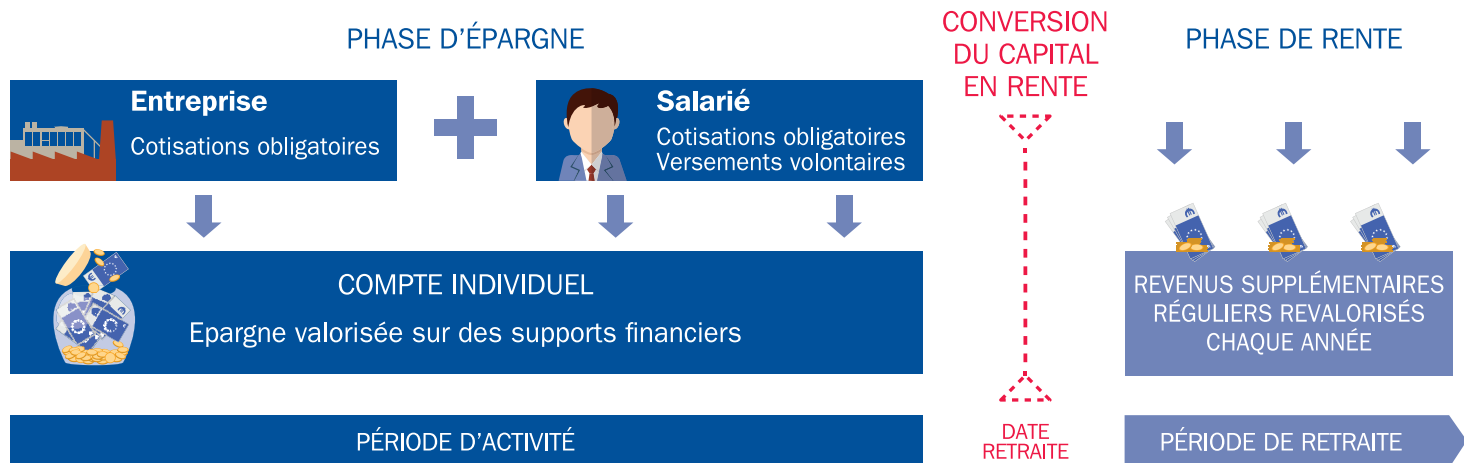 PHASE D'ÉPARGNE
CONVERSION
DU CAPITAL
EN RENTE
PHASE DE RENTE
Entreprise
Cotisations obligatoires
Salarié
Cotisations obligatoires
Versements volontaires
COMPTE INDIVIDUEL
Epargne valorisée sur des supports financiers
REVENUS SUPPLÉMENTAIRES
RÉGULIERS REVALORISÉS
CHAQUE ANNÉE
PÉRIODE D'ACTIVITÉ
DATE
RETRAITE
PÉRIODE DE RETRAITE